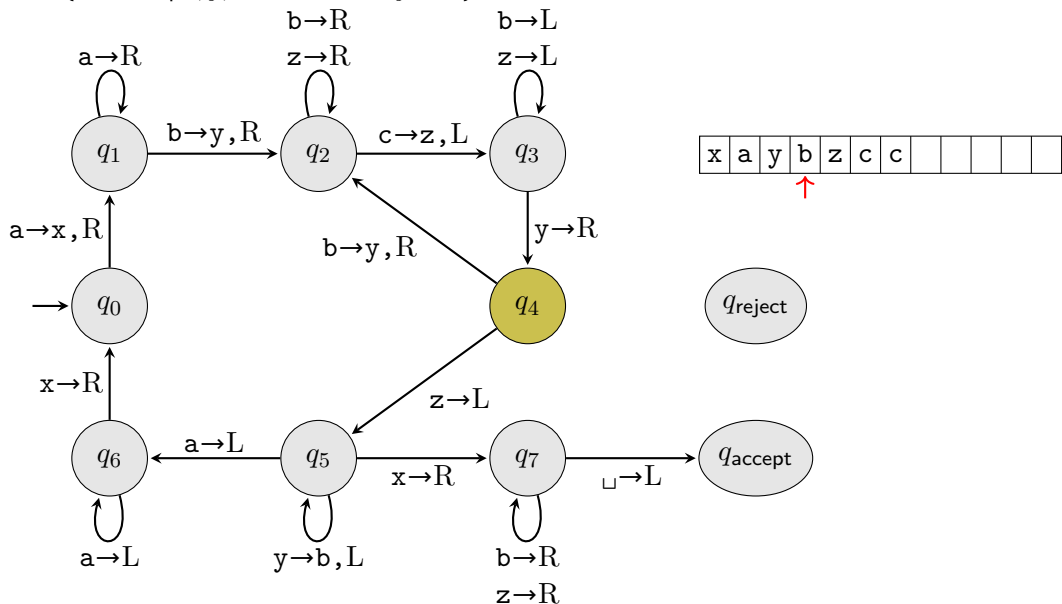 b→R
z→R
b→L
z→L
a→R
q1
b→y,R
q2
c→z,L
q3
x a y b z c c
↑
a→x,R
b→y,R
y→R
q0
q4
qreject
x→R
z→L
q6
a→L
q5
x→R
q7
␣→L
qaccept
a→L
y→b,L
b→R
z→R